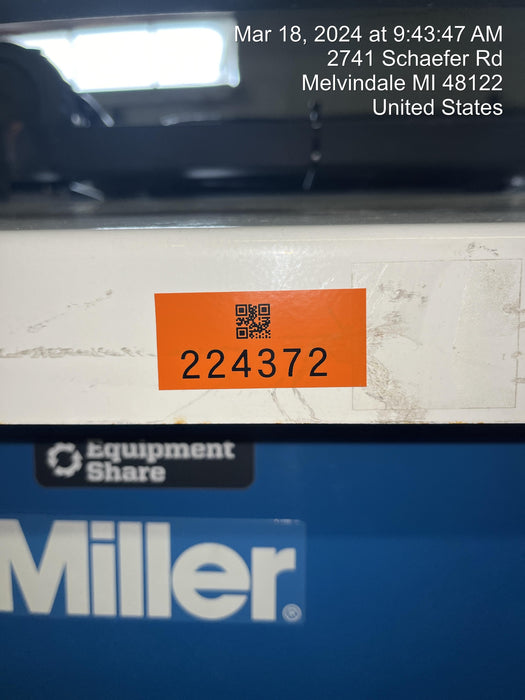 Mar 18, 2024 at 9:43:47 AM
2741 Schaefer Rd
Melvindale MI 48122
United States
224372
Equipment
Share
Miller®